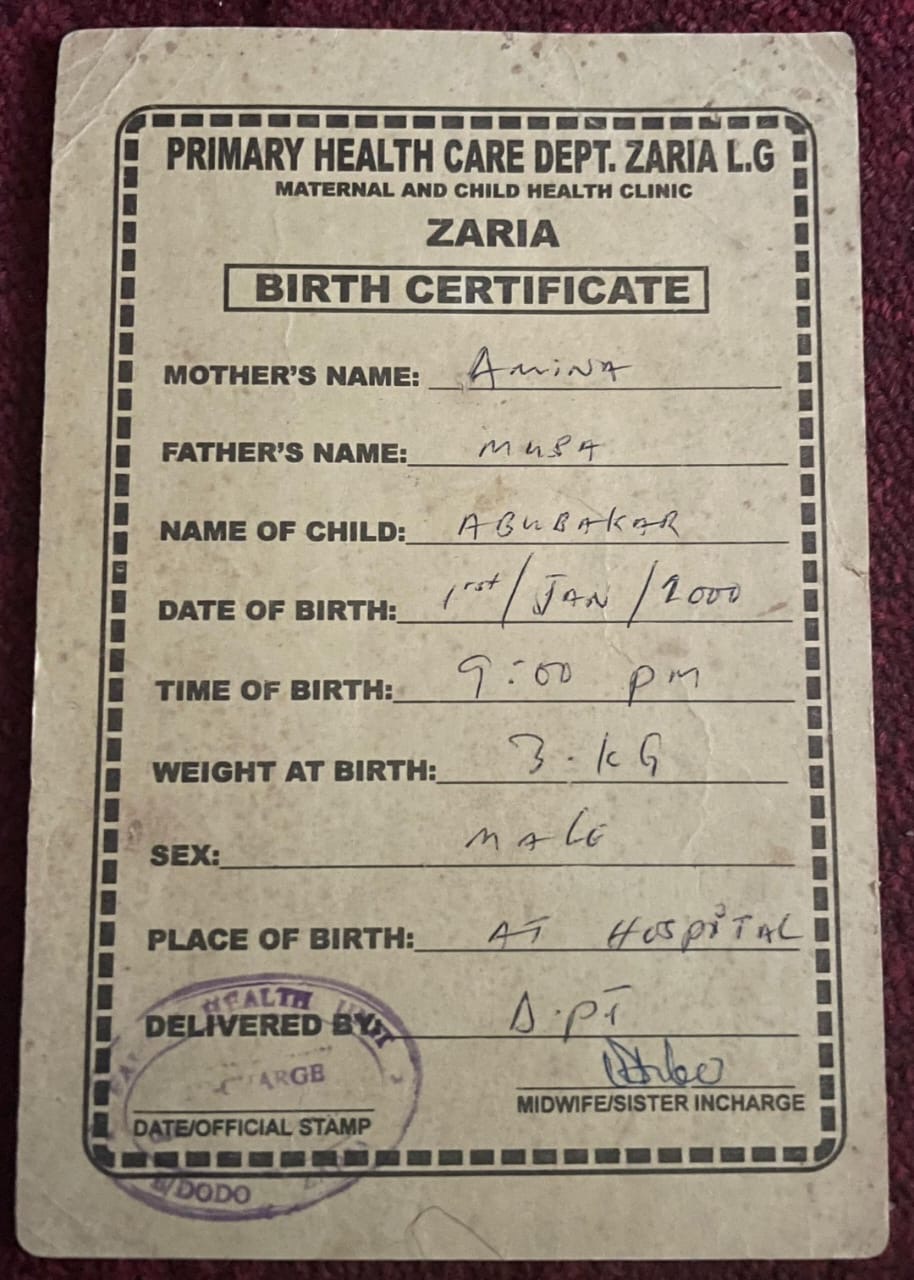 PRIMARY HEALTH CARE DEPT. ZARIA L.G
MATERNAL AND CHILD HEALTH CLINIC
ZARIA
BIRTH CERTIFICATE
MOTHER'S NAME: AMINA
FATHER'S NAME: MUSA
NAME OF CHILD: ABUBAKAR
DATE OF BIRTH: 1rst/JAN/2000
TIME OF BIRTH: 9:00 PM
WEIGHT AT BIRTH: 3.KG
SEX: MALE
PLACE OF BIRTH: AT HOSPITAL
DELIVERED BY: D.PT
MIDWIFE/SISTER INCHARGE
DATE/OFFICIAL STAMP
HEALTH
/DODO